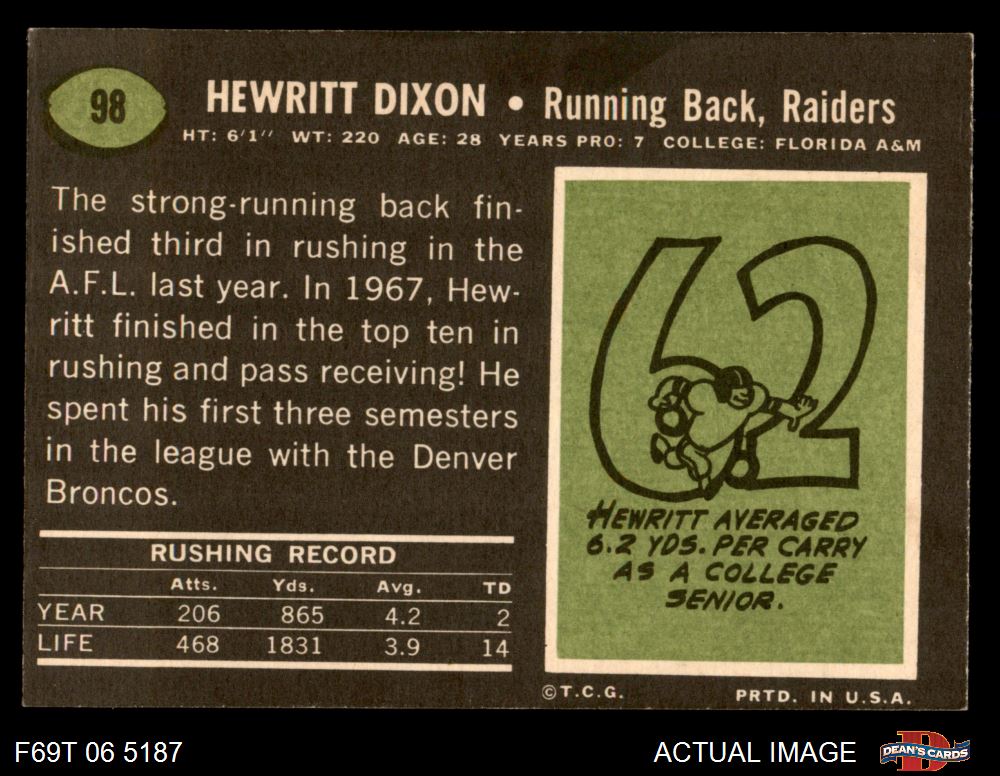 98
HEWRITT DIXON • Running Back, Raiders
HT: 6'1" WT: 220 AGE: 28 YEARS PRO: 7 COLLEGE: FLORIDA A&M
The strong-running back fin-
ished third in rushing in the
A.F.L. last year. In 1967, Hew-
ritt finished in the top ten in
rushing and pass receiving! He
spent his first three semesters
in the league with the Denver
Broncos.
RUSHING RECORD
Atts. Yds. Avg. TD
YEAR 206 865 4.2 2
LIFE 468 1831 3.9 14
62
HEWRITT AVERAGED
6.2 YDS. PER CARRY
AS A COLLEGE
SENIOR.
©T.C.G. PRTD. IN U.S.A.
F69T 06 5187 ACTUAL IMAGE
D
DEAN'S CARDS